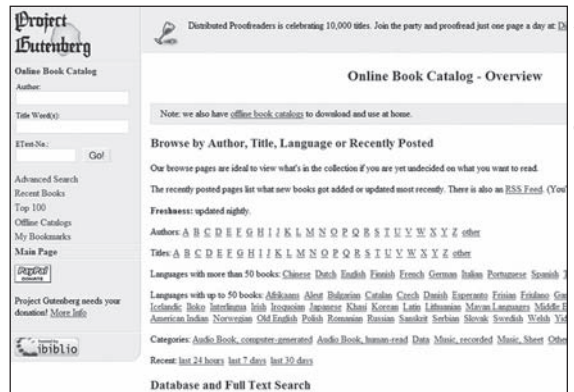 Project
Gutenberg
Online Book Catalog
Author:
Title Word(s):
EText-No.:
Go!
Advanced Search
Recent Books
Top 100
Offline Catalogs
My Bookmarks
Main Page
PayPal
DONATE
Project Gutenberg needs your
donation! More Info
ibiblio
Distributed Proofreaders is celebrating 10,000 titles. Join the party and proofread just one page a day at:
Online Book Catalog - Overview
Note: we also have offline book catalogs to download and use at home.
Browse by Author, Title, Language or Recently Posted
Our browse pages are ideal to view what's in the collection if you are yet undecided on what you want to read.
The recently posted pages list what new books got added or updated most recently. There is also an RSS Feed. (You'
Freshness: updated nightly.
Authors: A B C D E F G H I J K L M N O P Q R S T U V W X Y Z other
Titles: A B C D E F G H I J K L M N O P Q R S T U V W X Y Z other
Languages with more than 50 books: Chinese Dutch English Finnish French German Italian Portuguese Spanish
Languages with up to 50 books: Afrikaans Aleut Bulgarian Catalan Czech Danish Esperanto Frisian Friulano
Icelandic Iloko Interlingua Irish Iroquoian Japanese Khasi Korean Latin Lithuanian Mayan Languages Middle E
American Indian Norwegian Old English Polish Romanian Russian Sanskrit Serbian Slovak Swedish Welsh
Categories: Audio Book, computer-generated Audio Book, human-read Data Music, recorded Music, Sheet Othe
Recent: last 24 hours last 7 days last 30 days
Database and Full Text Search